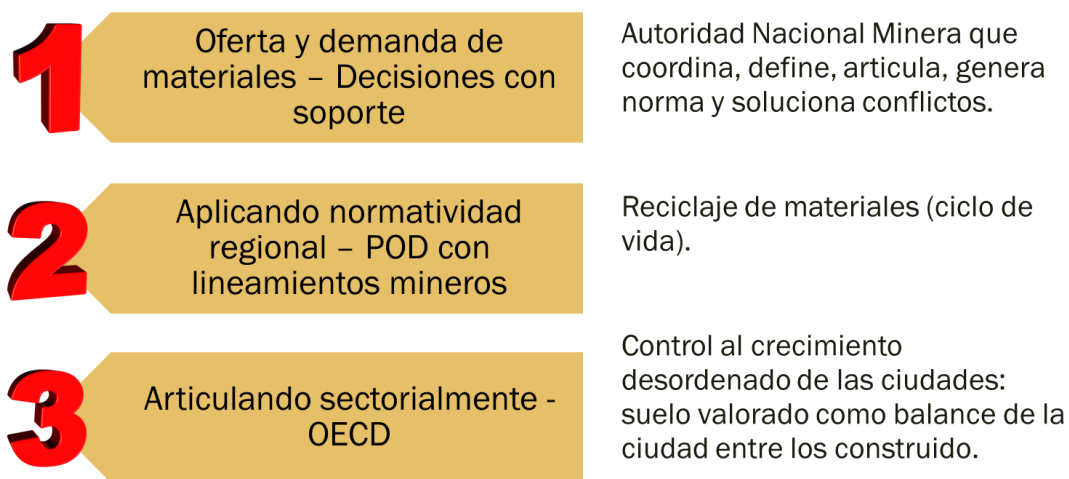 1
Oferta y demanda de
materiales – Decisiones con
soporte
Autoridad Nacional Minera que
coordina, define, articula, genera
norma y soluciona conflictos.
2
Aplicando normatividad
regional – POD con
lineamientos mineros
Reciclaje de materiales (ciclo de
vida).
3
Articulando sectorialmente -
OECD
Control al crecimiento
desordenado de las ciudades:
suelo valorado como balance de la
ciudad entre los construido.